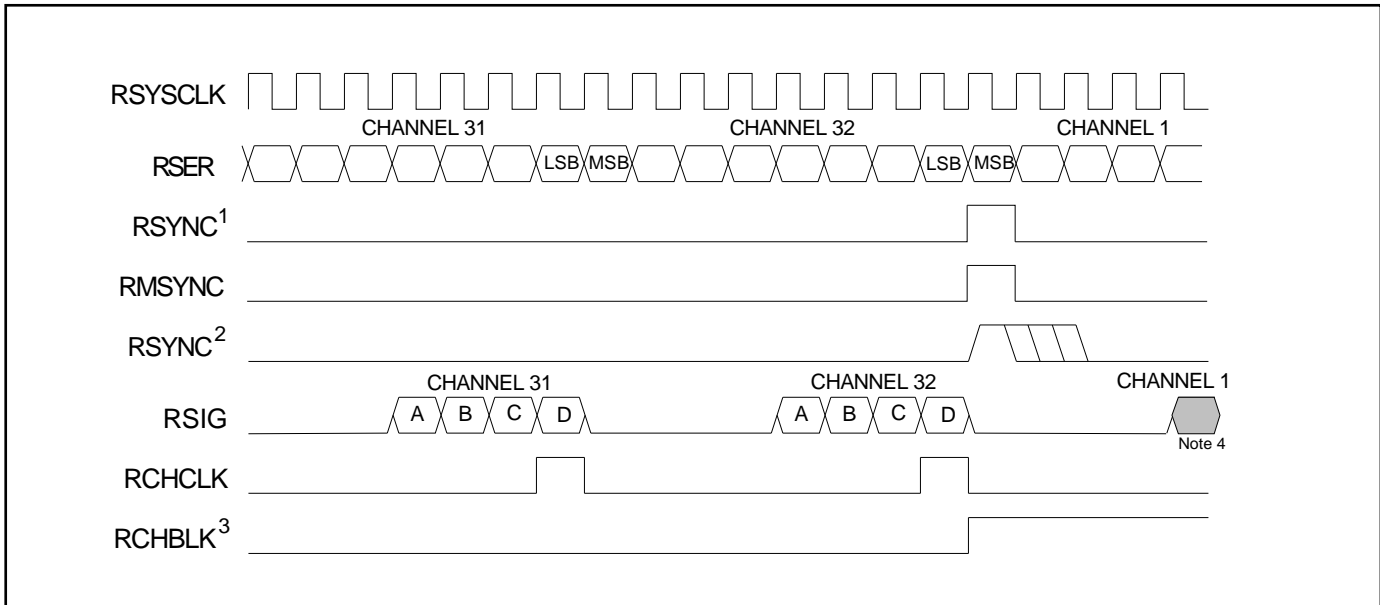 RSYSCLK
CHANNEL 31 CHANNEL 32 CHANNEL 1
RSER LSB MSB LSB MSB
RSYNC1
RMSYNC
RSYNC2
CHANNEL 31 CHANNEL 32 CHANNEL 1
RSIG A B C D A B C D
Note 4
RCHCLK
RCHBLK3